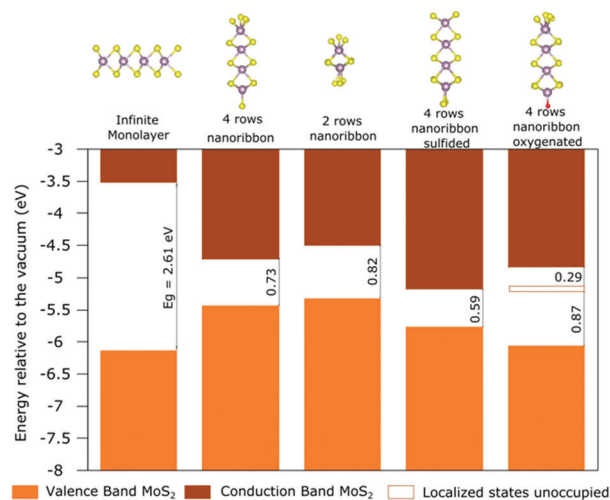 Infinite
Monolayer
4 rows
nanoribbon
2 rows
nanoribbon
4 rows
nanoribbon
sulfided
4 rows
nanoribbon
oxygenated
Energy relative to the vacuum (eV)
-3
-3.5
-4
-4.5
-5
-5.5
-6
-6.5
-7
-7.5
-8
Eg = 2.61 eV
0.73
0.82
0.59
0.29
0.87
Valence Band MoS₂
Conduction Band MoS₂
Localized states unoccupied